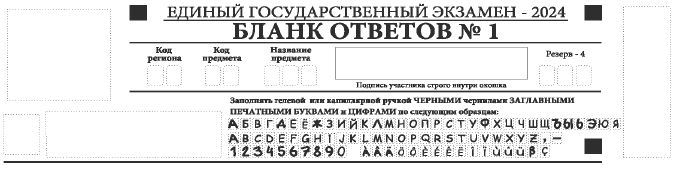 ЕДИНЫЙ ГОСУДАРСТВЕННЫЙ ЭКЗАМЕН - 2024
БЛАНК ОТВЕТОВ № 1
Код региона
Код предмета
Название предмета
Резерв - 4
Подпись участника строго внутри окошка
Заполнять гелевой или капиллярной ручкой ЧЕРНЫМИ чернилами ЗАГЛАВНЫМИ
ПЕЧАТНЫМИ БУКВАМИ и ЦИФРАМИ по следующим образцам:
АБВГДЕЁЖЗИЙКЛМНОПРСТУФХЦЧШЩЪЫЬЭЮЯ
ABCDEFGHIJKLMNOPQRSTUVWXYZ,-
1234567890